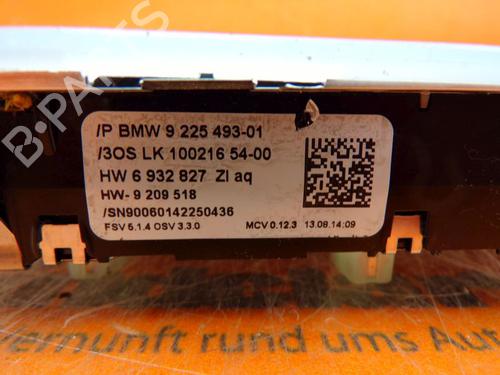 /P BMW 9 225 493-01
/3OS LK 100216 54-00
HW 6 932 827 ZI aq
HW- 9 209 518
/SN90060142250436
FSV 5.1.4 OSV 3.3.0 MCV 0.12.3 13.08.14;09
B-PARTS
vernunft rund ums Aut